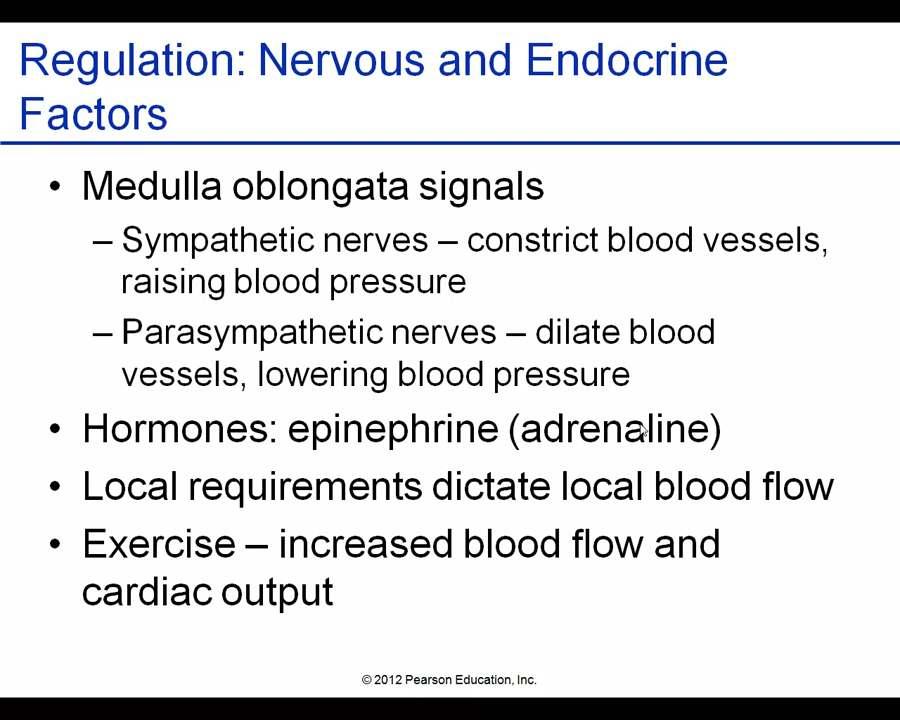 Regulation: Nervous and Endocrine
Factors
• Medulla oblongata signals
– Sympathetic nerves – constrict blood vessels,
raising blood pressure
– Parasympathetic nerves – dilate blood
vessels, lowering blood pressure
• Hormones: epinephrine (adrenaline)
• Local requirements dictate local blood flow
• Exercise – increased blood flow and
cardiac output
© 2012 Pearson Education, Inc.